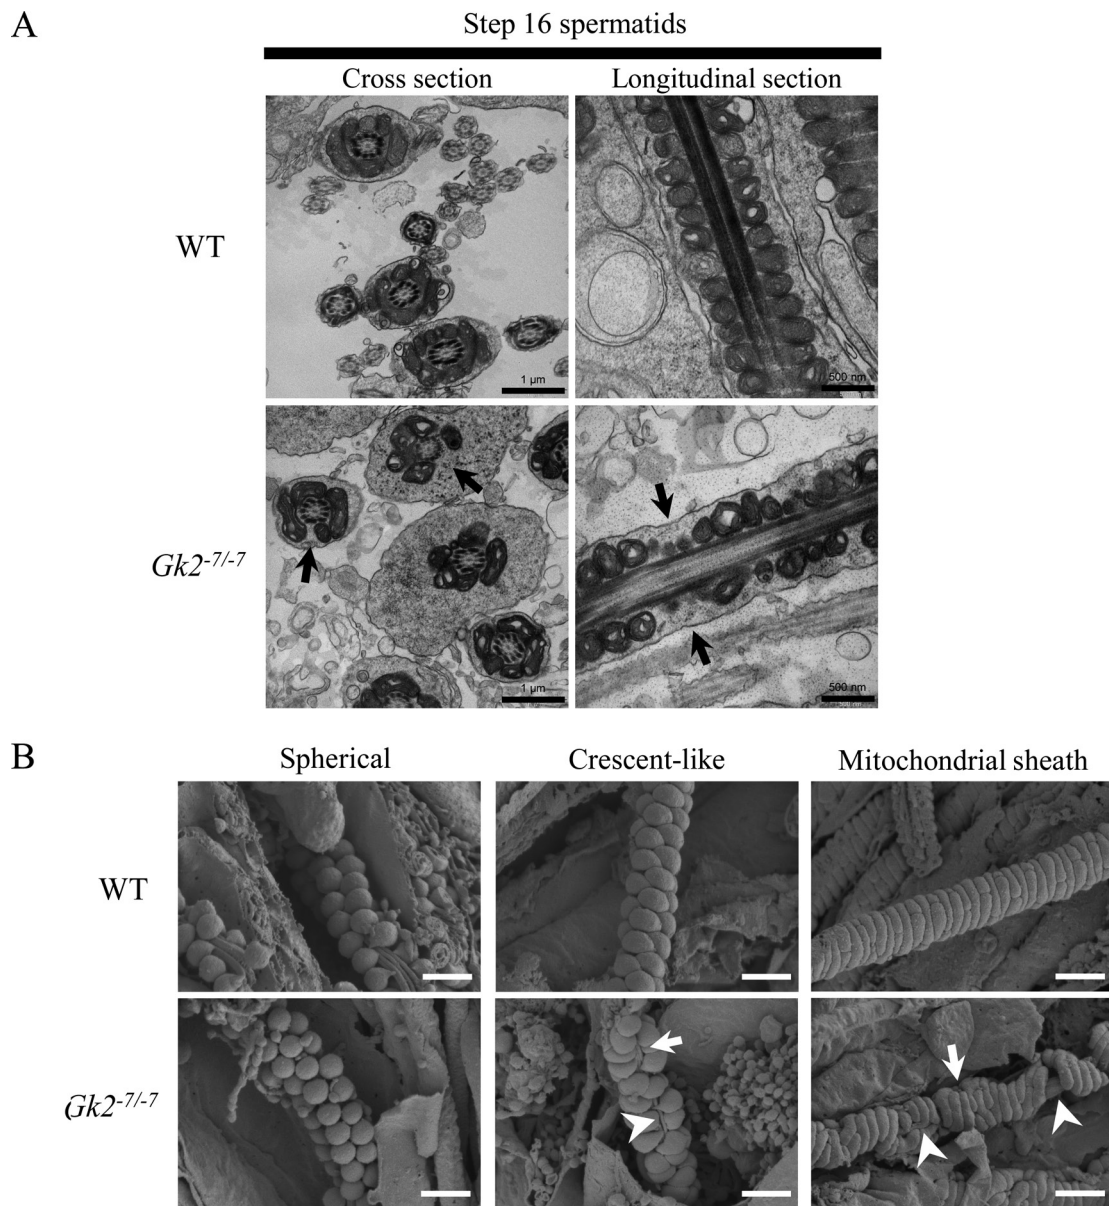 A
Step 16 spermatids
Cross section
Longitudinal section
WT
1 µm
500 nm
Gk2-7/-7
1 µm
500 nm
B
Spherical
Crescent-like
Mitochondrial sheath
WT
Gk2-7/-7